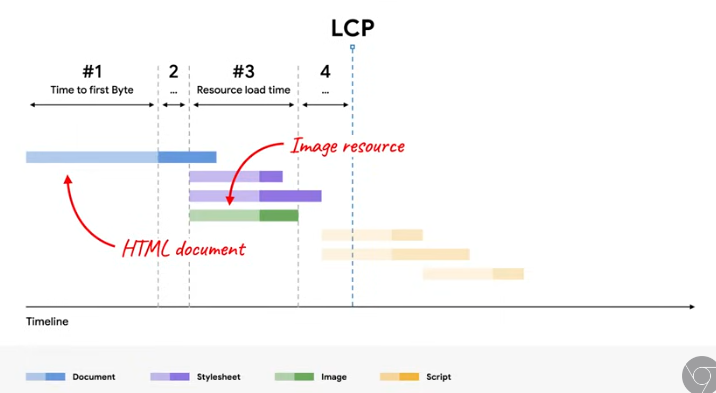 LCP
#1
Time to first Byte
2
...
#3
Resource load time
4
...
Image resource
HTML document
Timeline
Document
Stylesheet
Image
Script